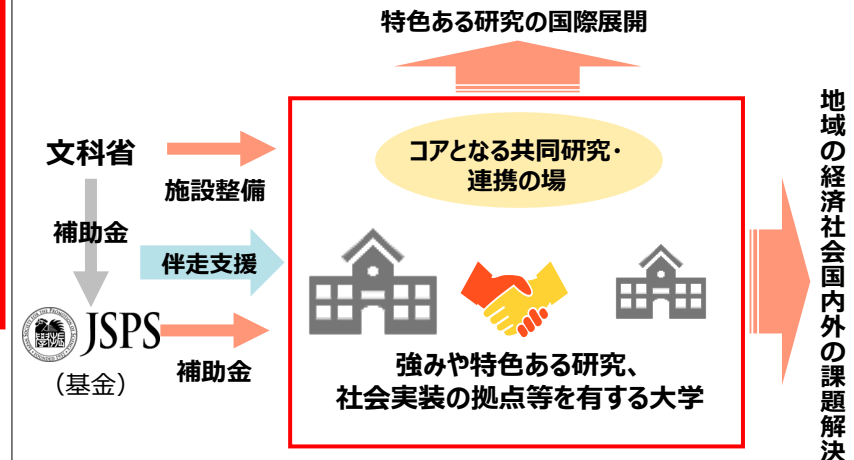 特色ある研究の国際展開
文科省
施設整備
補助金
伴走支援
JSPS
(基金)
補助金
コアとなる共同研究・
連携の場
強みや特色ある研究、
社会実装の拠点等を有する大学
地域の経済社会国内外の課題解決